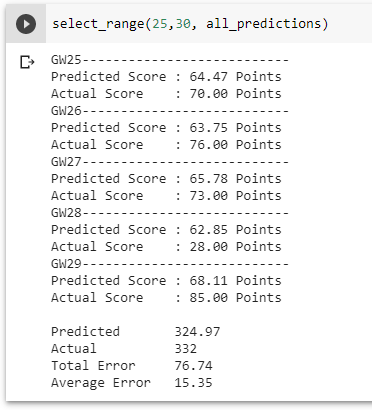 select_range(25,30, all_predictions)
GW25---------------------------
Predicted Score : 64.47 Points
Actual Score    : 70.00 Points
GW26---------------------------
Predicted Score : 63.75 Points
Actual Score    : 76.00 Points
GW27---------------------------
Predicted Score : 65.78 Points
Actual Score    : 73.00 Points
GW28---------------------------
Predicted Score : 62.85 Points
Actual Score    : 28.00 Points
GW29---------------------------
Predicted Score : 68.11 Points
Actual Score    : 85.00 Points
Predicted       324.97
Actual          332
Total Error     76.74
Average Error   15.35